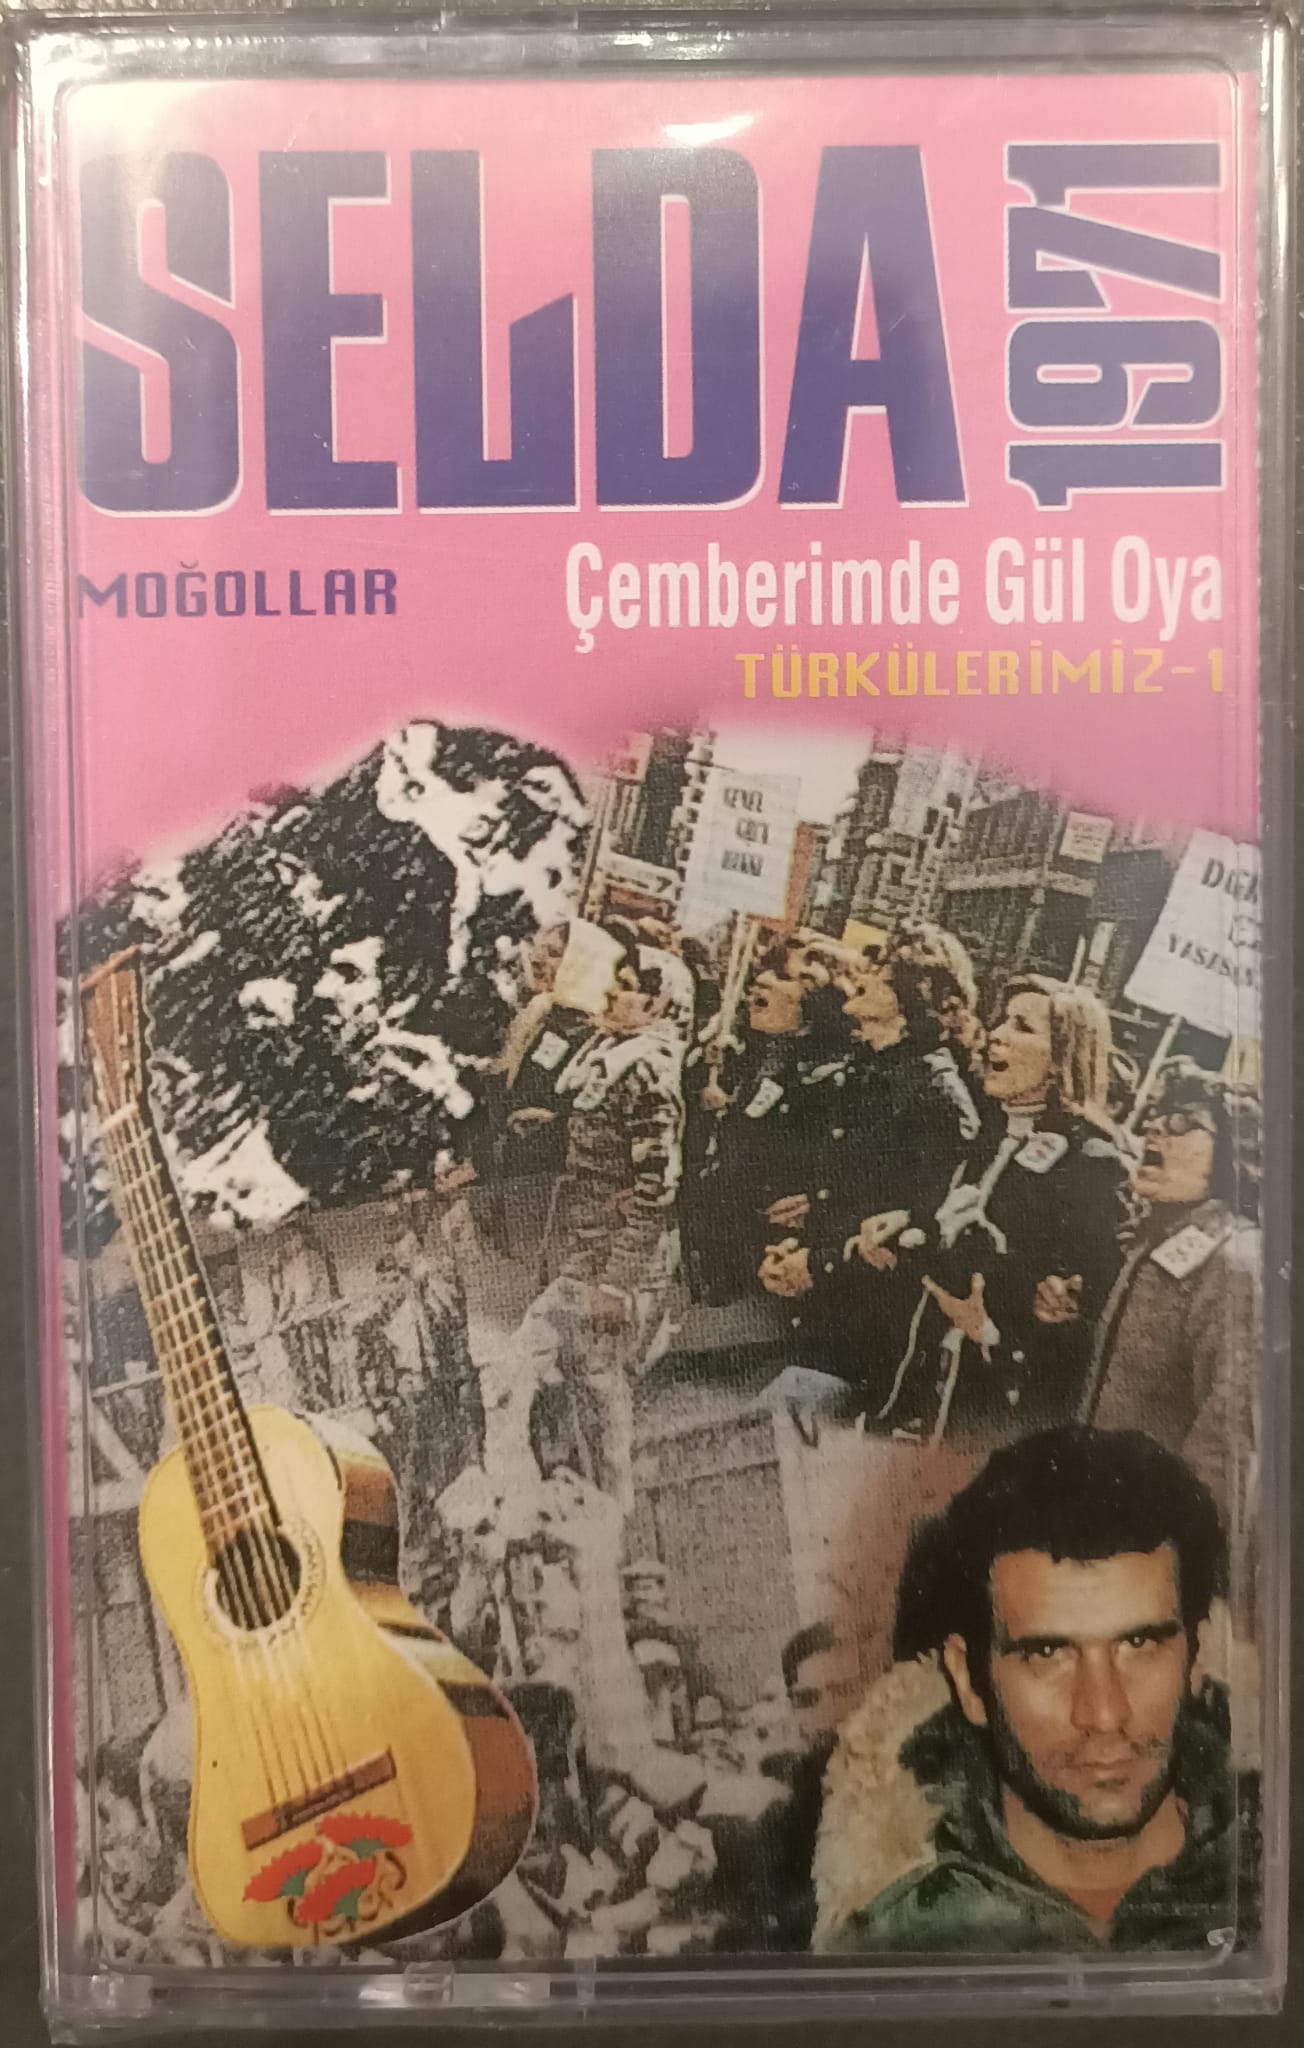 SELDA
1971
MOĞOLLAR
Çemberimde Gül Oya
TÜRKÜLERİMİZ-1